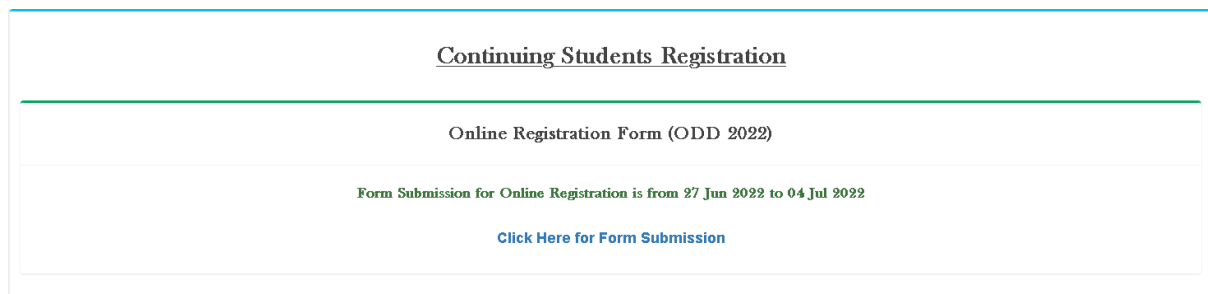 Continuing Students Registration
Online Registration Form (ODD 2022)
Form Submission for Online Registration is from 27 Jun 2022 to 04 Jul 2022
Click Here for Form Submission